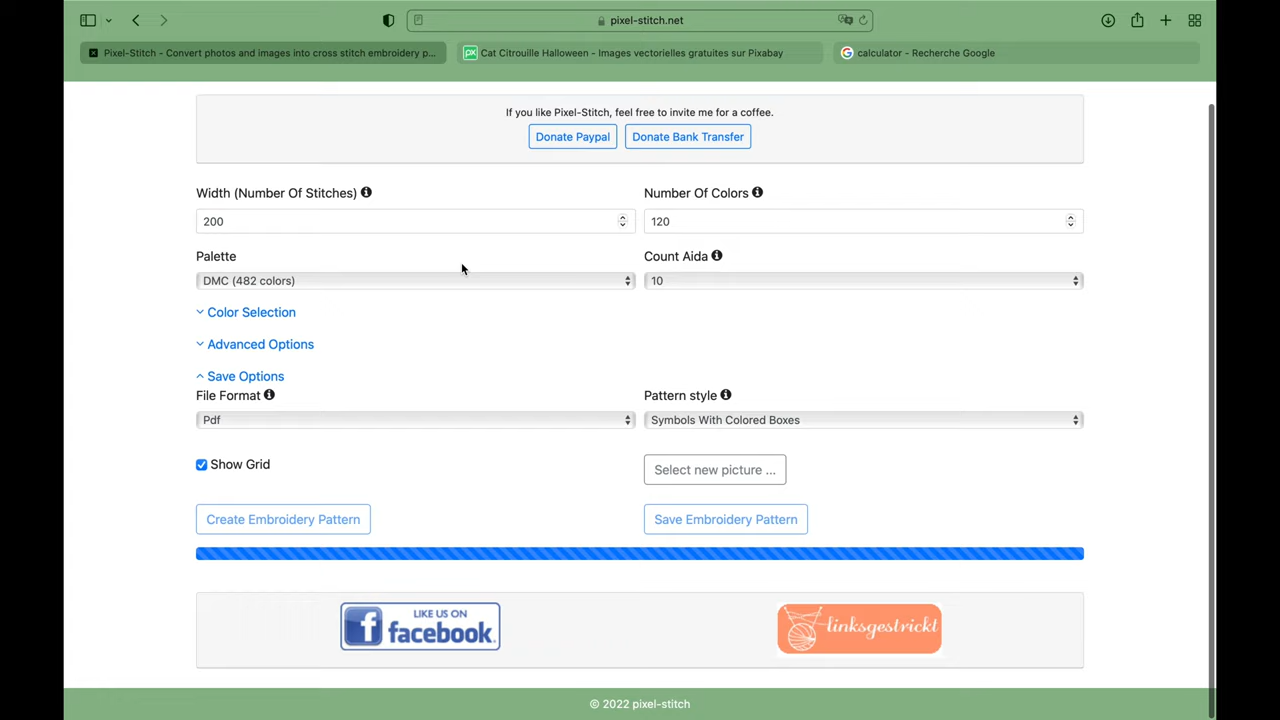 pixel-stitch.net
Pixel-Stitch - Convert photos and images into cross stitch embroidery p...
Cat Citrouille Halloween - Images vectorielles gratuites sur Pixabay
calculator - Recherche Google
If you like Pixel-Stitch, feel free to invite me for a coffee.
Donate Paypal
Donate Bank Transfer
Width (Number Of Stitches)
Number Of Colors
200
120
Palette
Count Aida
DMC (482 colors)
10
Color Selection
Advanced Options
Save Options
File Format
Pattern style
Pdf
Symbols With Colored Boxes
Show Grid
Select new picture ...
Create Embroidery Pattern
Save Embroidery Pattern
LIKE US ON
facebook.
linksgestrickt
© 2022 pixel-stitch